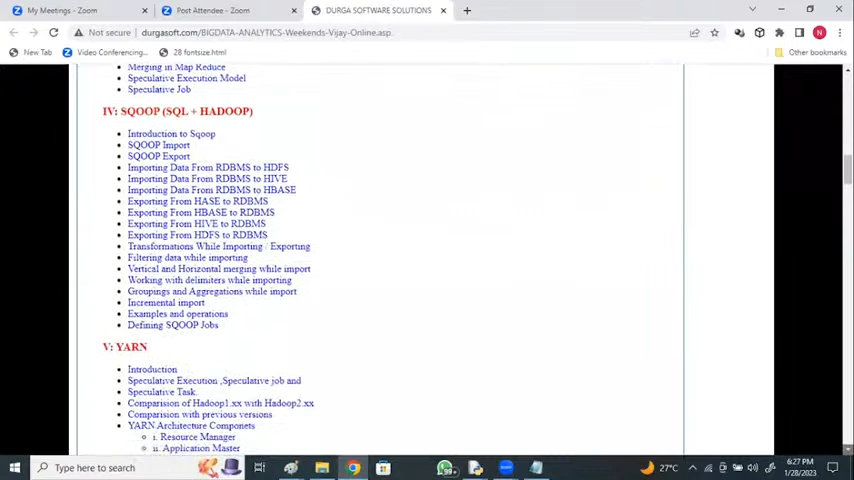 My Meetings - Zoom
Post Attendee - Zoom
DURGA SOFTWARE SOLUTIONS
Not secure
durgasoft.com/BIGDATA-ANALYTICS-Weekends-Vijay-Online.asp.
N
New Tab
Video Conferencing...
28 fontsize.html
Other bookmarks
Merging in Map Reduce
Speculative Execution Model
Speculative Job
IV: SQOOP (SQL + HADOOP)
Introduction to Sqoop
SQOOP Import
SQOOP Export
Importing Data From RDBMS to HDFS
Importing Data From RDBMS to HIVE
Importing Data From RDBMS to HBASE
Exporting From HASE to RDBMS
Exporting From HBASE to RDBMS
Exporting From HIVE to RDBMS
Exporting From HDFS to RDBMS
Transformations While Importing / Exporting
Filtering data while importing
Vertical and Horizontal merging while import
Working with delimiters while importing
Groupings and Aggregations while import
Incremental import
Examples and operations
Defining SQOOP Jobs
V: YARN
Introduction
Speculative Execution ,Speculative job and
Speculative Task.
Comparision of Hadoop1.xx with Hadoop2.xx
Comparision with previous versions
YARN Architecture Componets
i. Resource Manager
ii. Application Master
Type here to search
99+
zoom
27°C
6:27 PM
1/28/2023